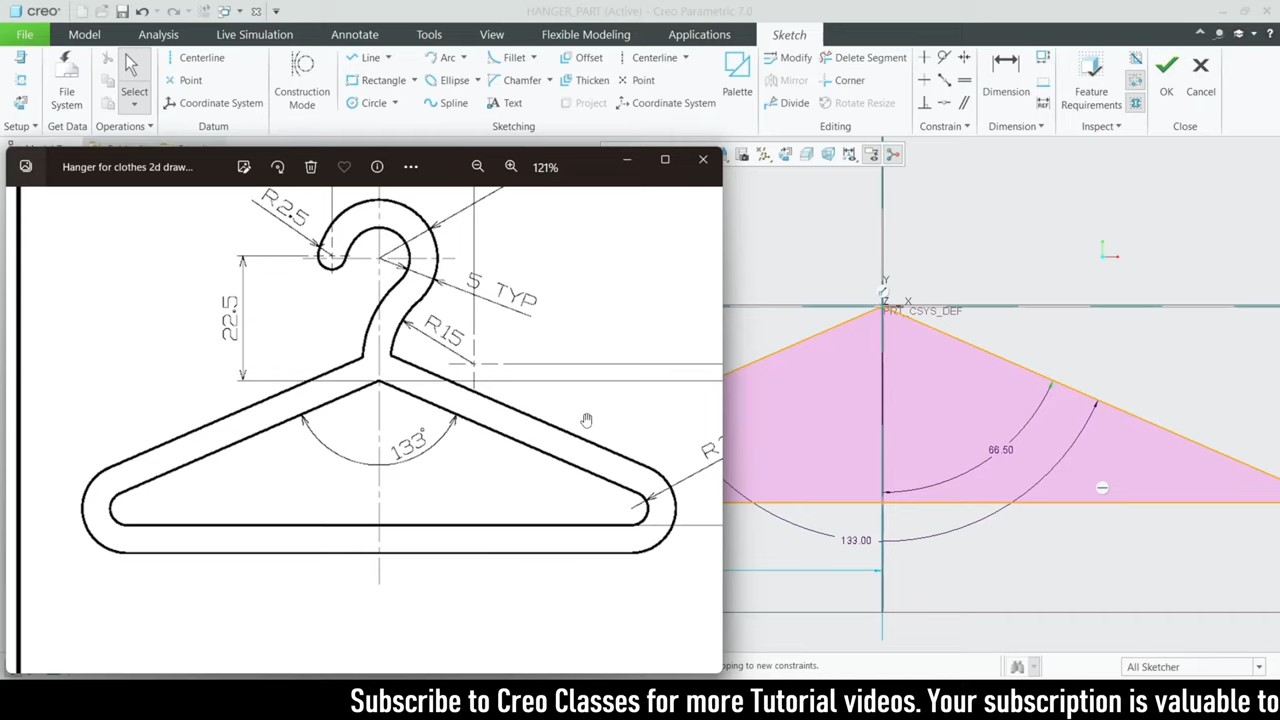 creo
HANGER_PART (Active) - Creo Parametric 7.0
File Model Analysis Live Simulation Annotate Tools View Flexible Modeling Applications Sketch
Centerline Line Arc Fillet Offset Centerline Modify Delete Segment
Point Rectangle Ellipse Chamfer Thicken Point Mirror Corner
Coordinate System Circle Spline Text Project Coordinate System Divide Rotate Resize
File System
Select
Construction Mode
Palette
Dimension
Feature Requirements
OK
Cancel
Setup Get Data Operations Datum Sketching Editing Constrain Dimension Inspect Close
Hanger for clothes 2d draw...
121%
R2.5
5 TYP
22.5
R15
133°
Y
Z
X
PRT_CSYS_DEF
66.50
133.00
pping to new constraints.
All Sketcher
Subscribe to Creo Classes for more Tutorial videos. Your subscription is valuable to